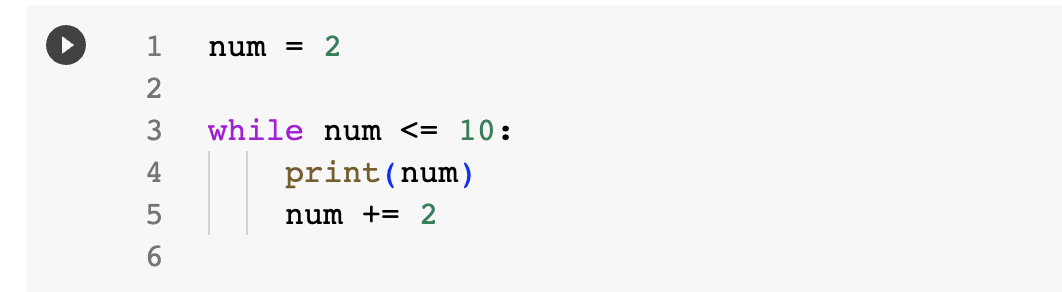 1 num = 2
2
3 while num <= 10:
4     print(num)
5     num += 2
6